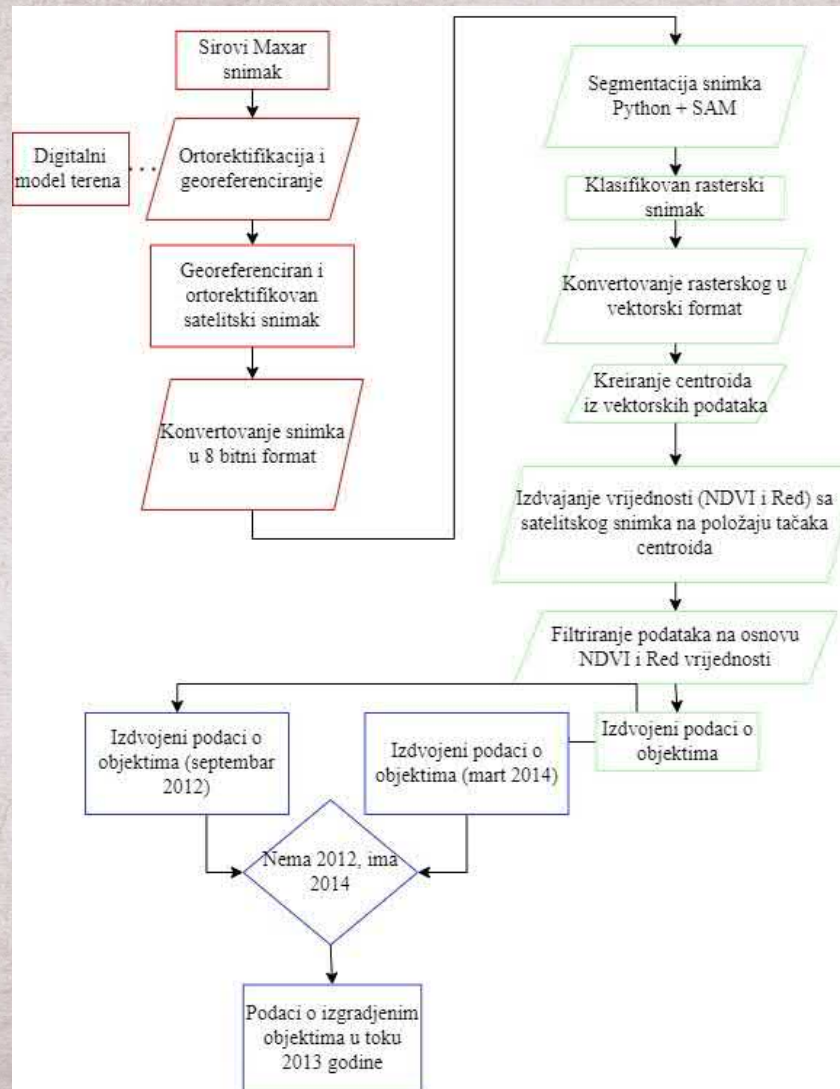 Sirovi Maxar
snimak
Digitalni
model terena
Ortorektifikacija i
georeferenciranje
Georeferenciran i
ortorektifikovan
satelitski snimak
Konvertovanje snimka
u 8 bitni format
Segmentacija snimka
Python + SAM
Klasifikovan rasterski
snimak
Konvertovanje rasterskog u
vektorski format
Kreiranje centroida
iz vektorskih podataka
Izdvajanje vrijednosti (NDVI i Red) sa
satelitskog snimka na položaju tačaka
centroida
Filtriranje podataka na osnovu
NDVI i Red vrijednosti
Izdvojeni podaci o
objektima
Izdvojeni podaci o
objektima (septembar
2012)
Izdvojeni podaci o
objektima (mart 2014)
Nema 2012, ima
2014
Podaci o izgradjenim
objektima u toku
2013 godine